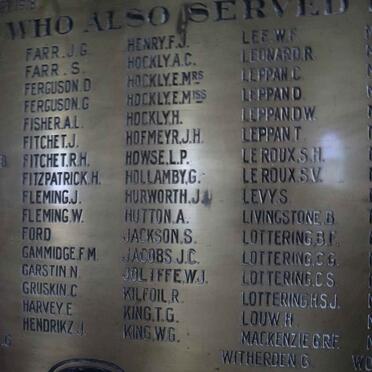 WHO ALSO SERVED
FARR.J.G.
FARR.S.
FERGUSON.D
FERGUSON.G
FISHER.A.L.
FITCHET.J.
FITCHET.R.H.
FITZPATRICK.H.
FLEMING.J.
FLEMING.W.
FORD
GAMMIDGE.F.M.
GARSTIN.N.
GRUSKIN.C
HARVEY.E
HENDRIKZ.J.
HENRY.F.J.
HOCKLY.A.C.
HOCKLY.E.MRS
HOCKLY.E.MISS
HOCKLY.H.
HOFMEYR.J.H.
HOWSE.L.P.
HOLLAMBY.G.
HURWORTH.J.
HUTTON.A.
JACKSON.S.
JACOBS.J.C.
JOLIFFE.W.J.
KILFOIL.R.
KING.T.G.
KING.W.G.
LEE.W.F.
LEONARD.R.
LEPPAN.C.
LEPPAN.D.
LEPPAN.D.W.
LEPPAN.T.
LE ROUX.S.H.
LE ROUX.S.V.
LEVY.S.
LIVINGSTONE.B.
LOTTERING.B.F.
LOTTERING.C.G.
LOTTERING.C.S.
LOTTERING.H.S.J.
LOUW.H.
MACKENZIE.G.R.F.
WITHERDEN.G.